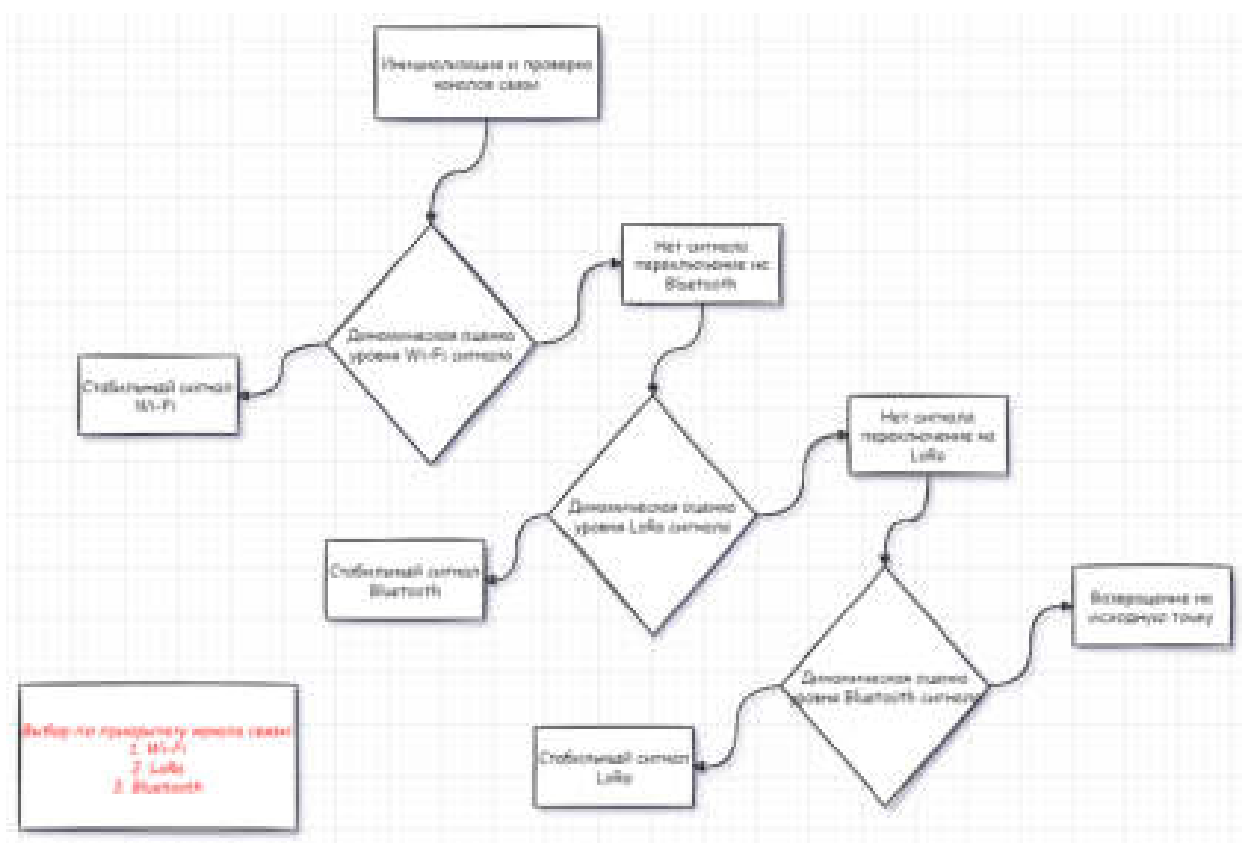 Инициализация и проверка
каналов связи
Нет сигнала
переключение на
Bluetooth
Динамическая оценка
уровня Wi-Fi сигнала
Стабильный сигнал
Wi-Fi
Нет сигнала
переключение на
LoRa
Динамическая оценка
уровня LoRa сигнала
Стабильный сигнал
Bluetooth
Возвращение на
исходную точку
Динамическая оценка
уровня Bluetooth сигнала
Стабильный сигнал
LoRa
Выбор по приоритету канала связи
1. Wi-Fi
2. LoRa
3. Bluetooth